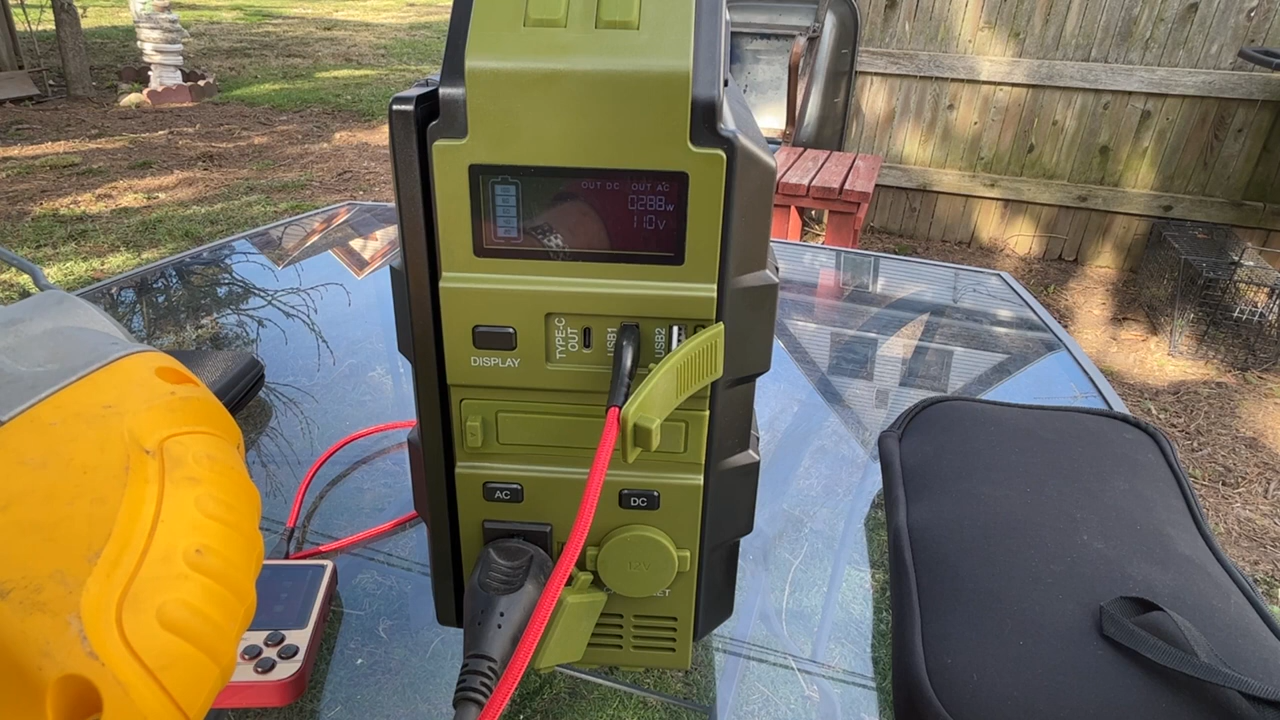 OUT DC OUT AC
0288W
110V
DISPLAY
TYPE-C
OUT
USB1
USB2
AC
DC
12V